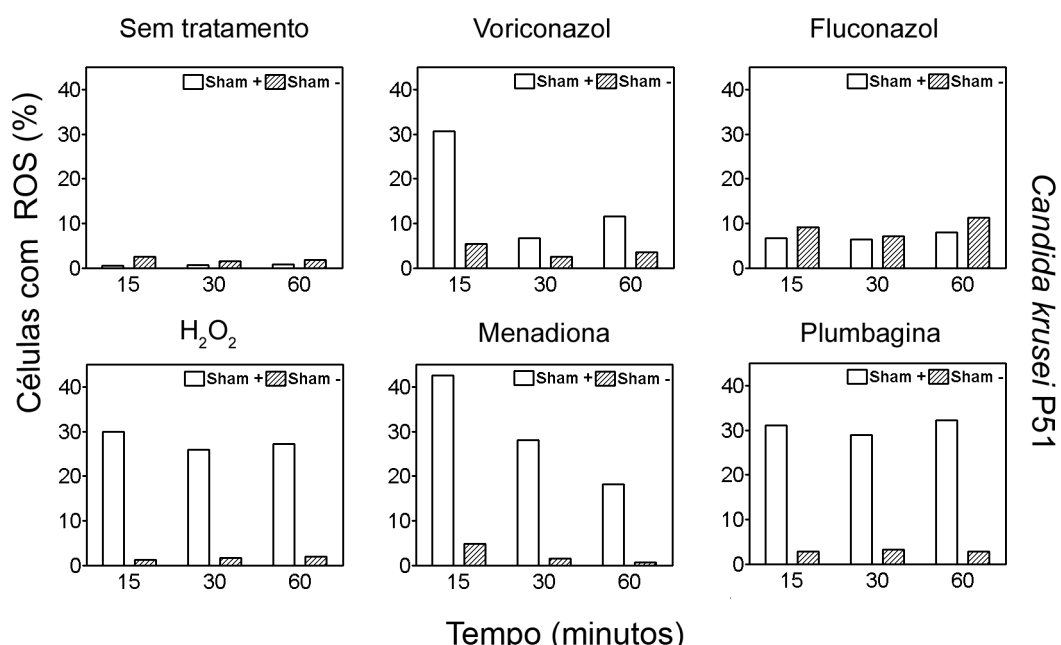 Sem tratamento
Voriconazol
Fluconazol
Sham + Sham -
Sham + Sham -
Sham + Sham -
40
30
20
10
0
40
30
20
10
0
40
30
20
10
0
15 30 60
15 30 60
15 30 60
H₂O₂
Menadiona
Plumbagina
Sham + Sham -
Sham + Sham -
Sham + Sham -
40
30
20
10
0
40
30
20
10
0
40
30
20
10
0
15 30 60
15 30 60
15 30 60
Células com ROS (%)
Tempo (minutos)
Candida krusei P51